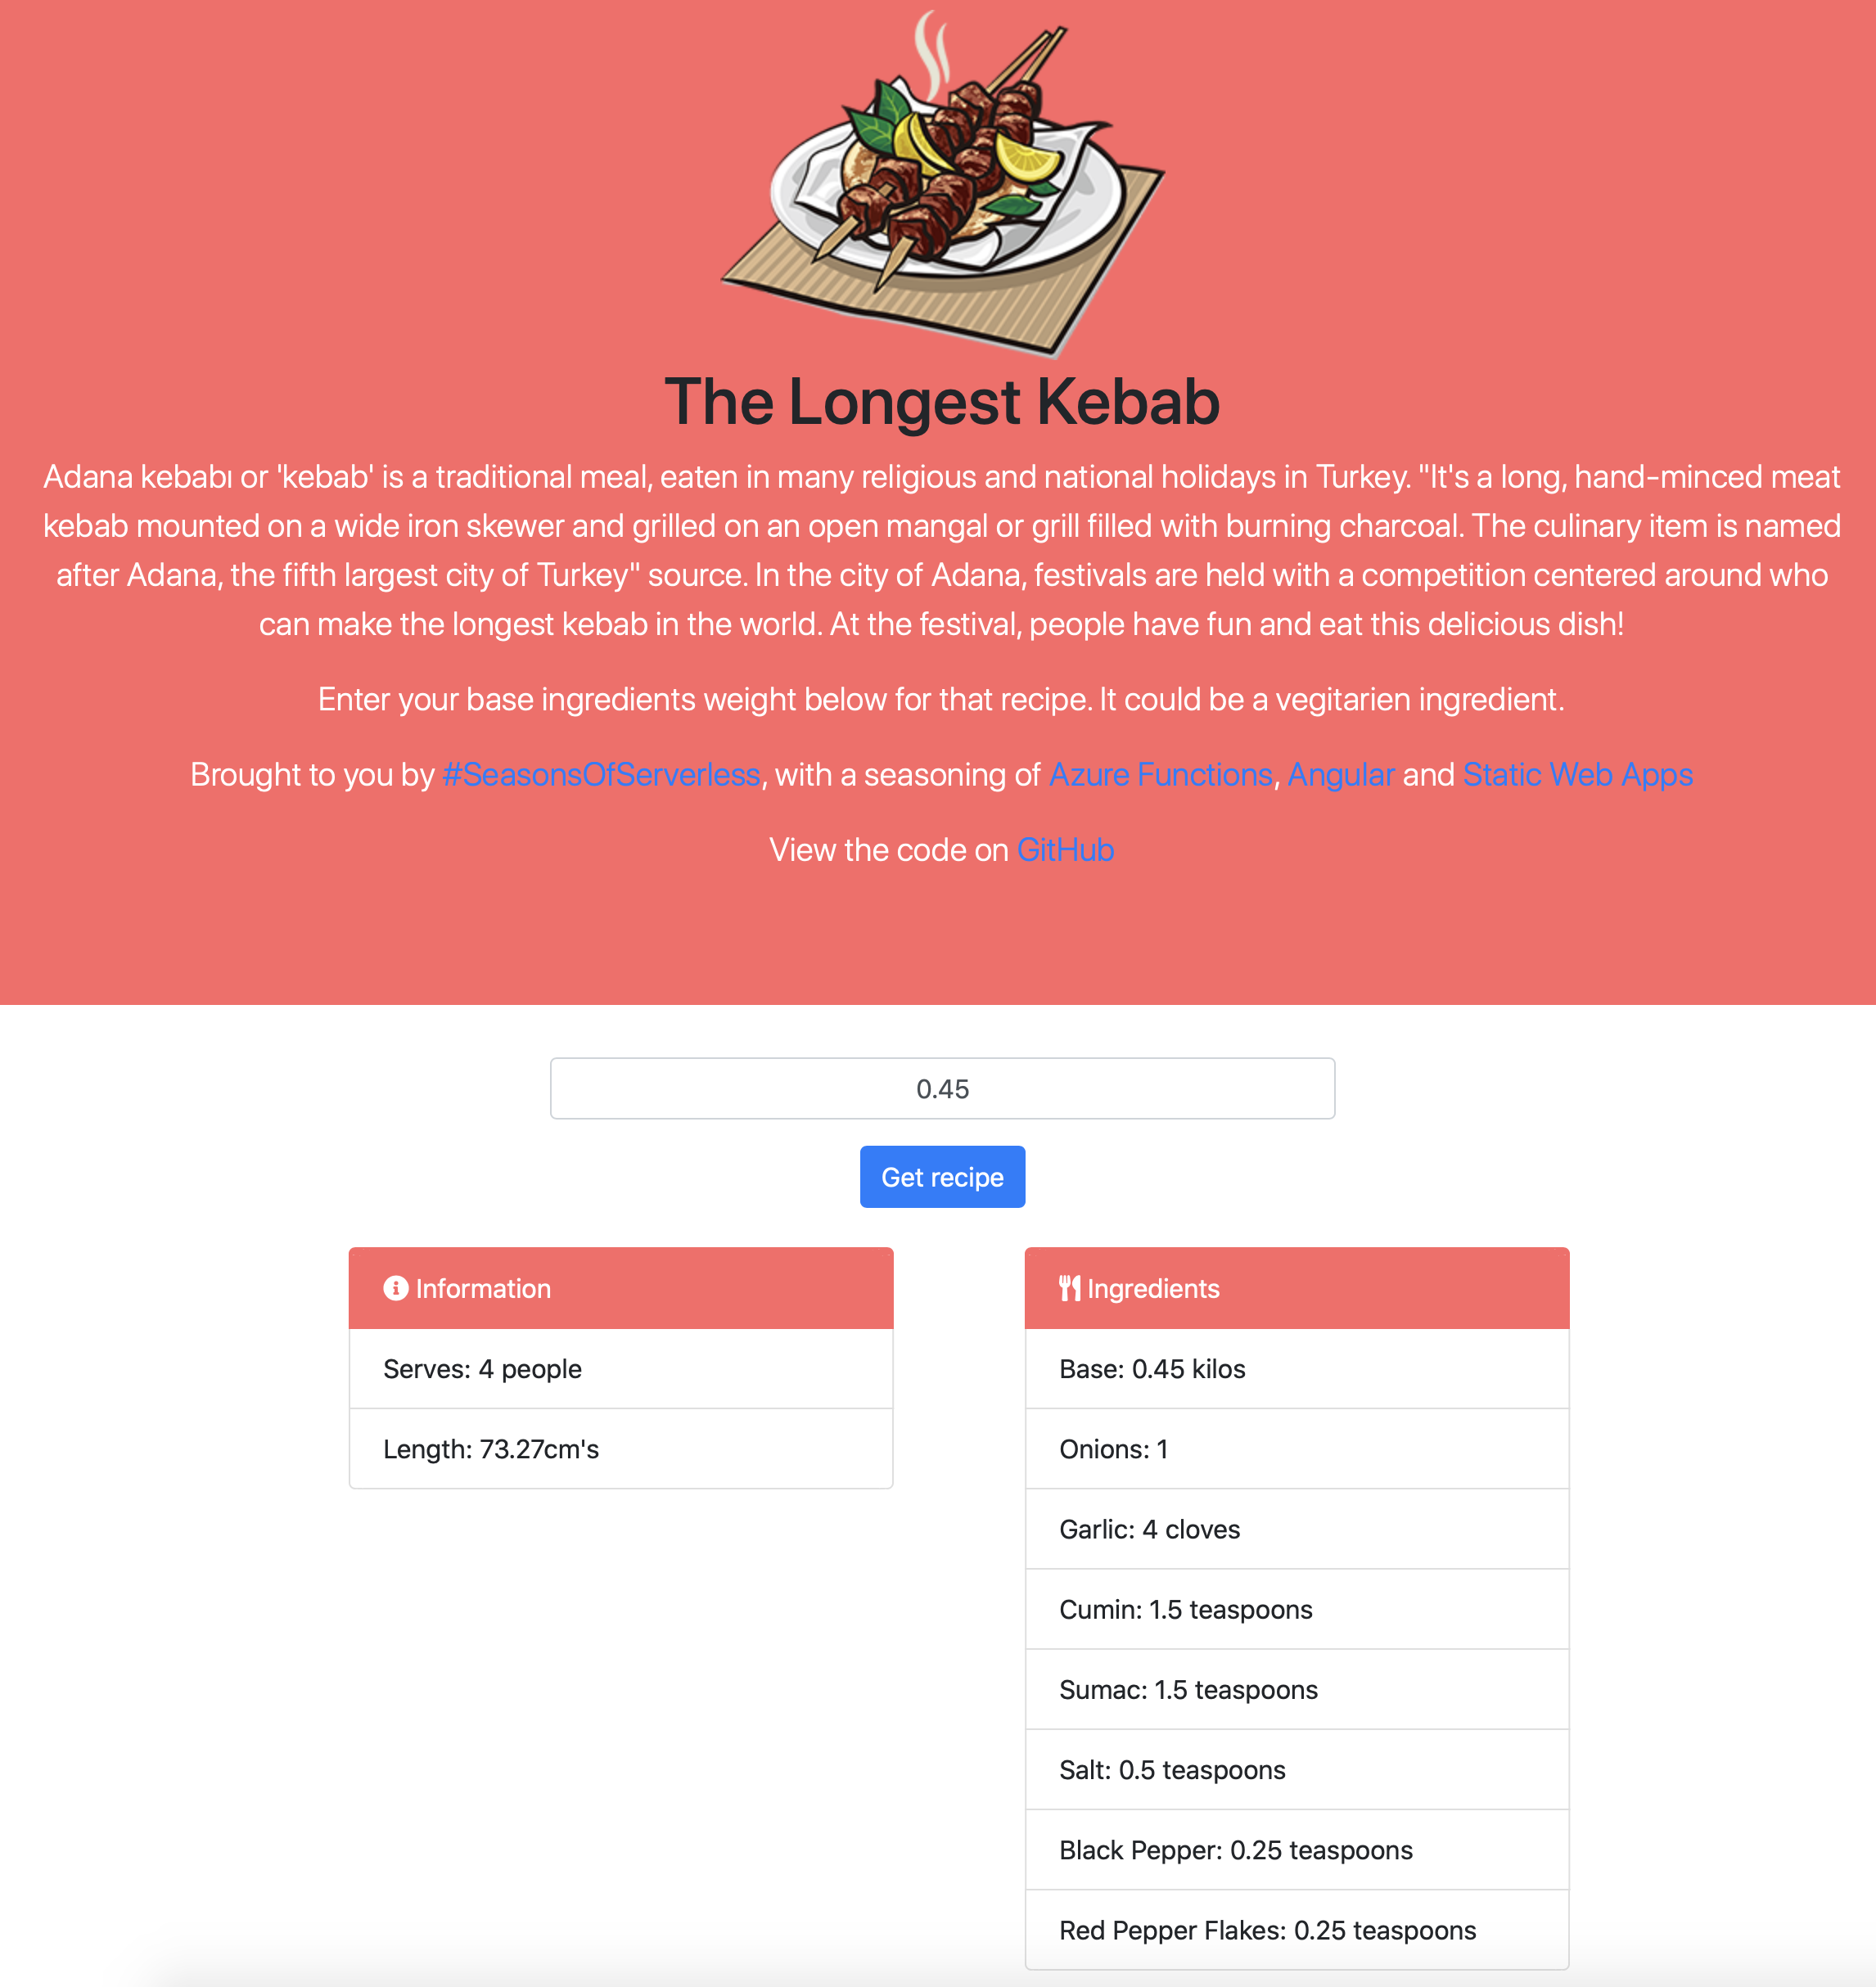 The Longest Kebab
Adana kebabı or 'kebab' is a traditional meal, eaten in many religious and national holidays in Turkey. "It's a long, hand-minced meat
kebab mounted on a wide iron skewer and grilled on an open mangal or grill filled with burning charcoal. The culinary item is named
after Adana, the fifth largest city of Turkey" source. In the city of Adana, festivals are held with a competition centered around who
can make the longest kebab in the world. At the festival, people have fun and eat this delicious dish!
Enter your base ingredients weight below for that recipe. It could be a vegitarien ingredient.
Brought to you by #SeasonsOfServerless, with a seasoning of Azure Functions, Angular and Static Web Apps
View the code on GitHub
0.45
Get recipe
Information
Serves: 4 people
Length: 73.27cm's
Ingredients
Base: 0.45 kilos
Onions: 1
Garlic: 4 cloves
Cumin: 1.5 teaspoons
Sumac: 1.5 teaspoons
Salt: 0.5 teaspoons
Black Pepper: 0.25 teaspoons
Red Pepper Flakes: 0.25 teaspoons